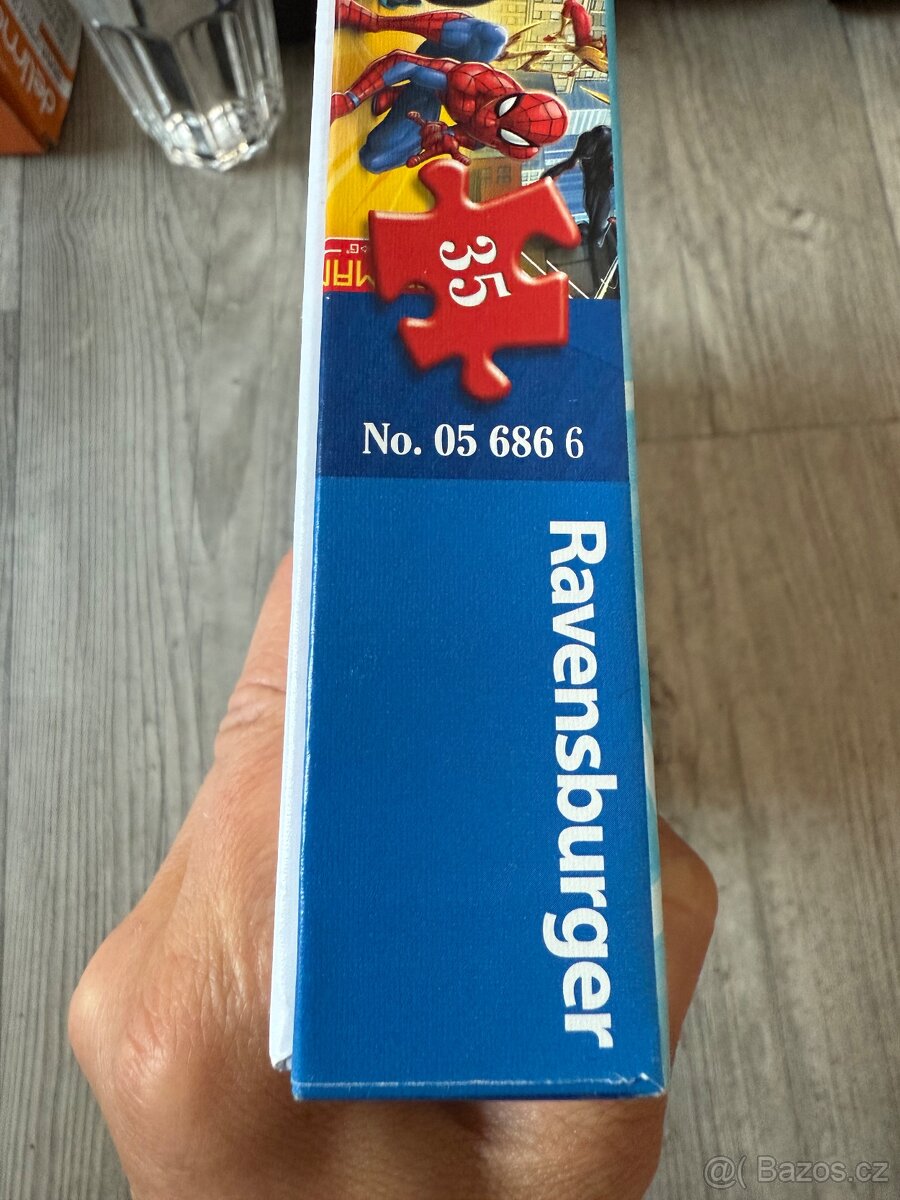 35
No. 05 686 6
Ravensburger
@( Bazos.cz